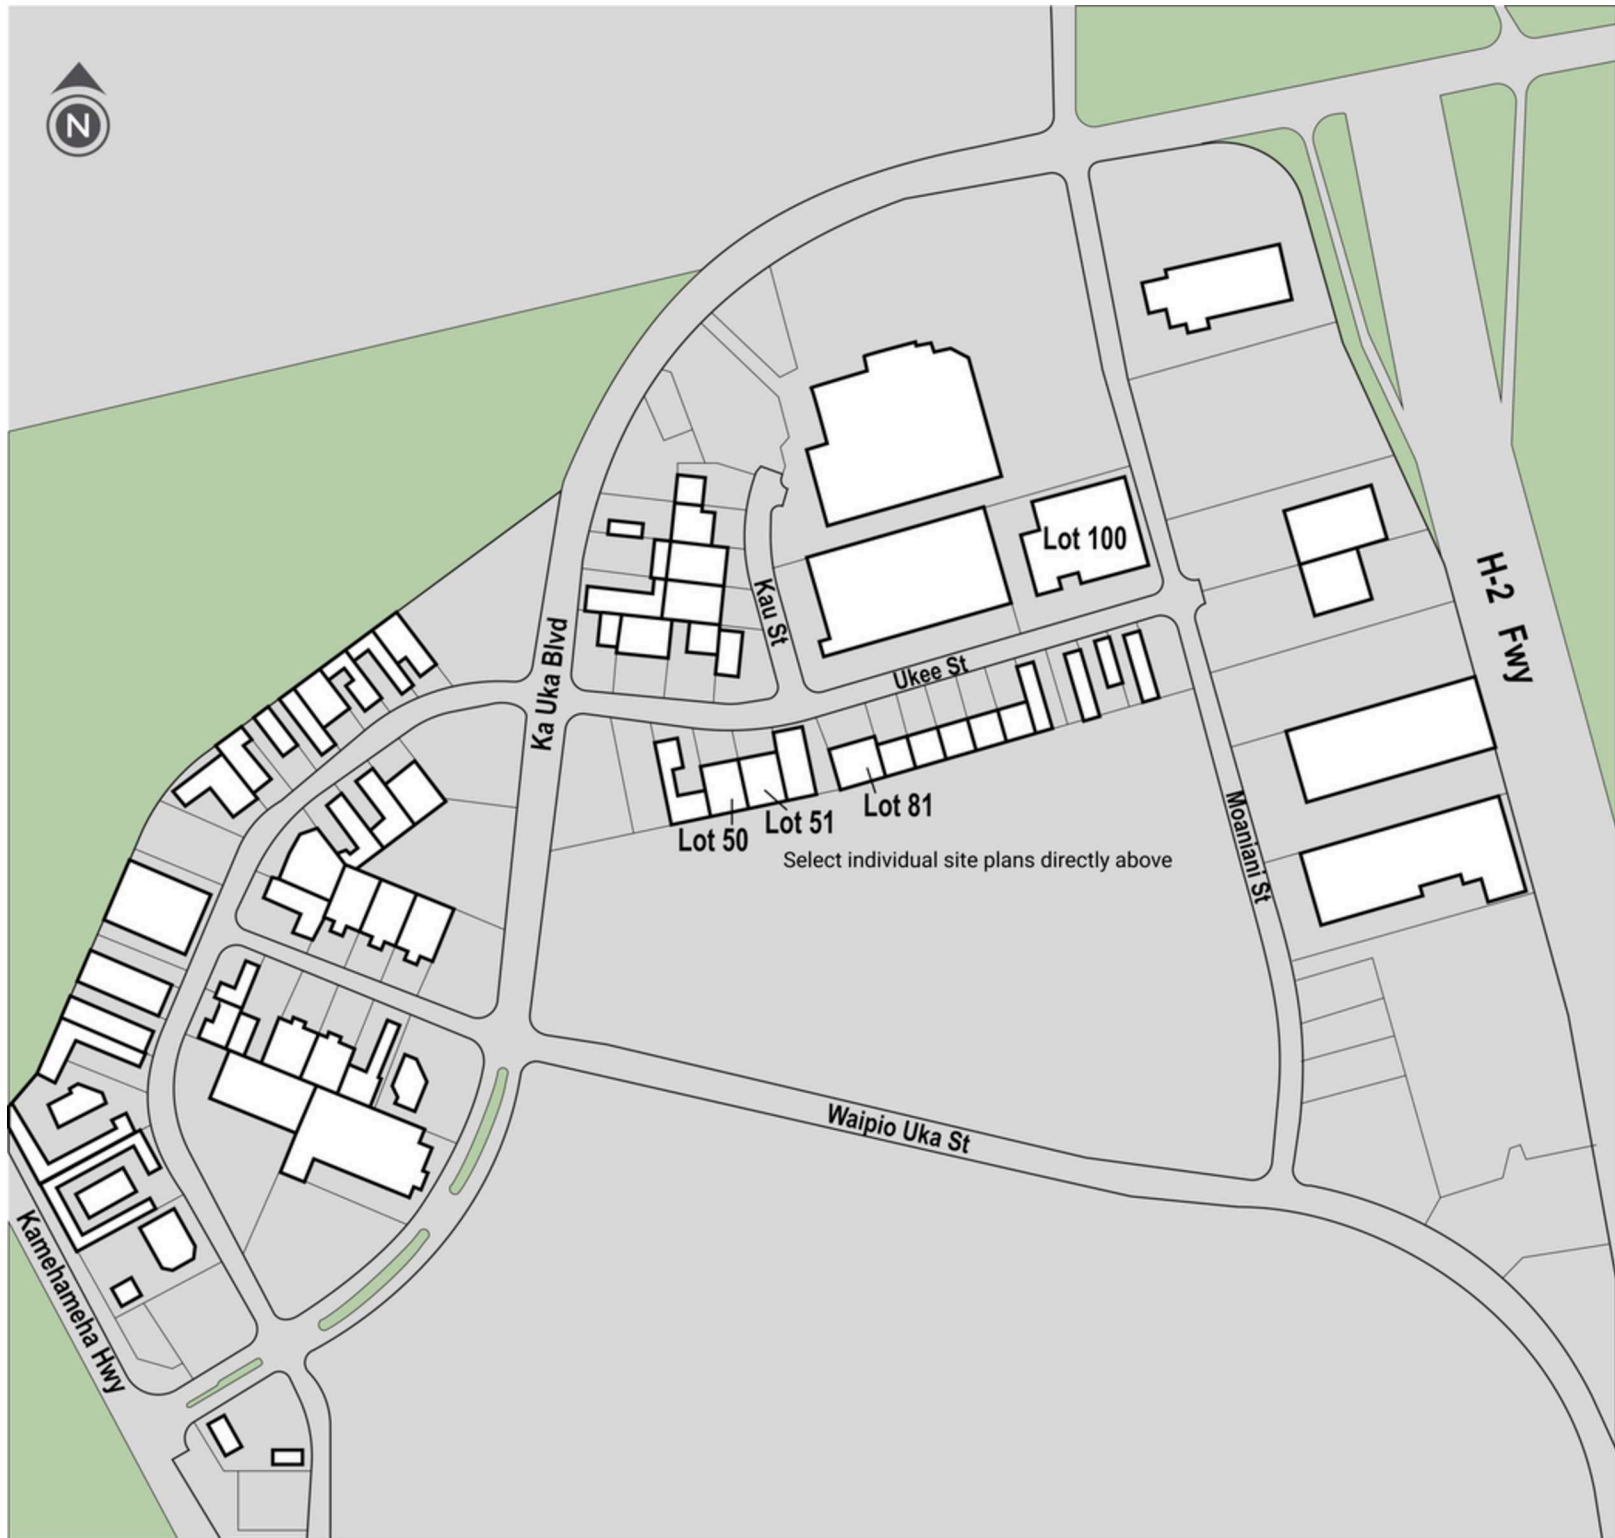 N
Lot 100
H-2 Fwy
Kau St
Ukee St
Ka Uka Blvd
Lot 81
Lot 51
Lot 50
Select individual site plans directly above
Moaniani St
Waipio Uka St
Kamehameha Hwy